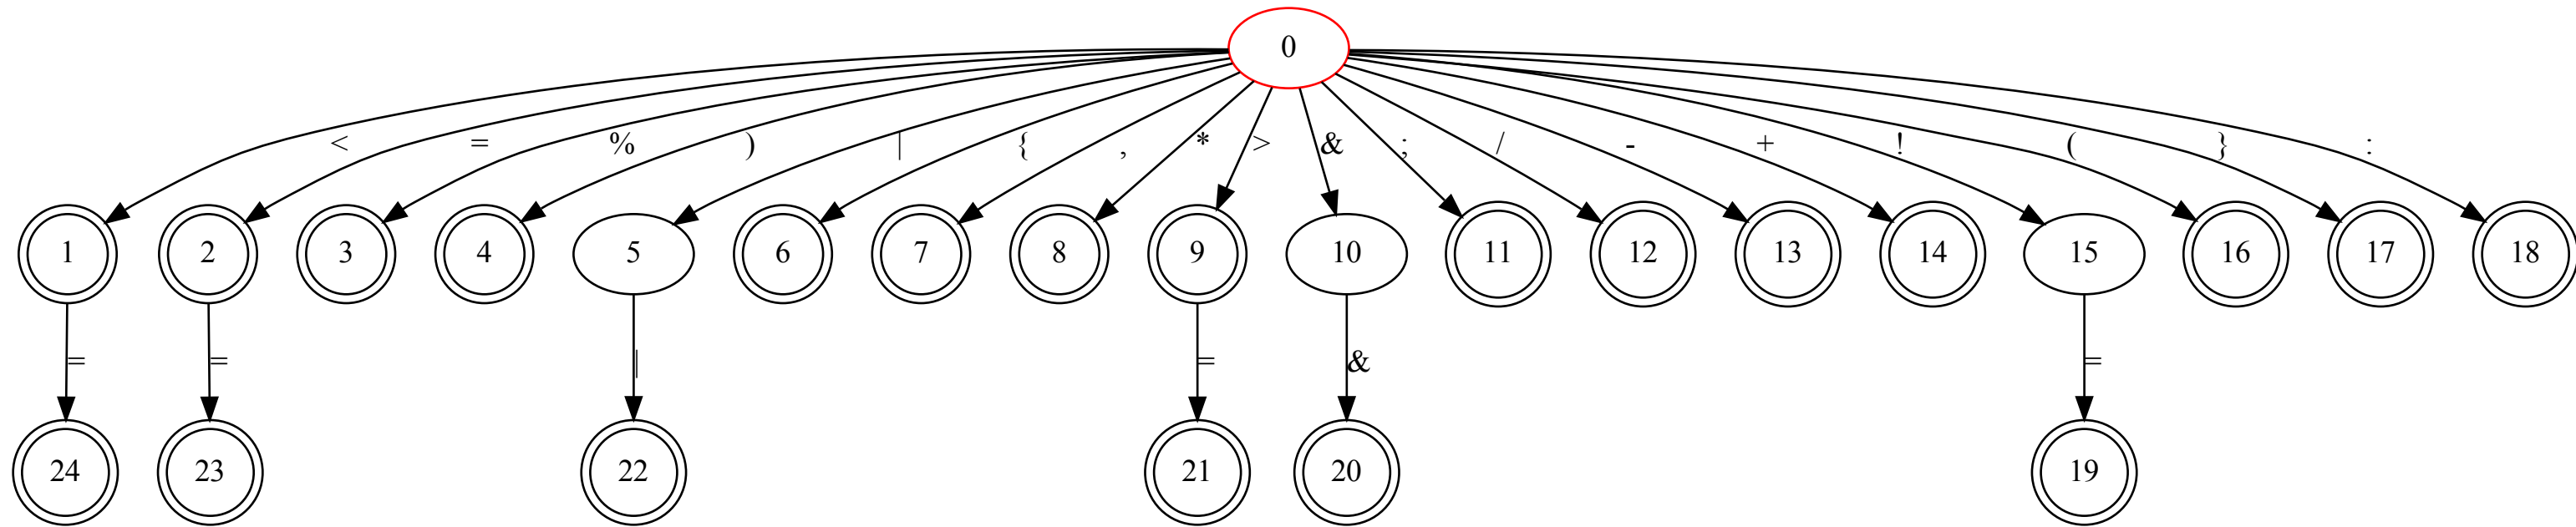 0
< = % ) | { , * > & ; / - + ! ( } :
1 2 3 4 5 6 7 8 9 10 11 12 13 14 15 16 17 18
= = | = & =
24 23 22 21 20 19